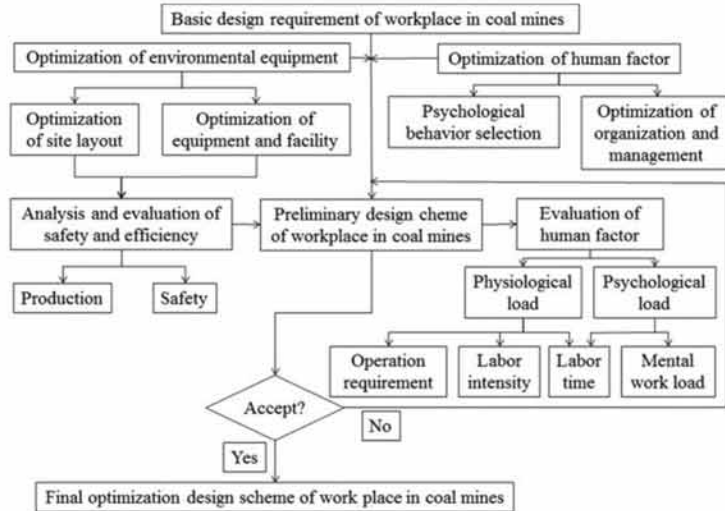 Basic design requirement of workplace in coal mines
Optimization of environmental equipment
Optimization of human factor
Optimization
of site layout
Optimization of
equipment and facility
Psychological
behavior selection
Optimization of
organization and
management
Analysis and evaluation of
safety and efficiency
Preliminary design cheme
of workplace in coal mines
Evaluation of
human factor
Production
Safety
Physiological
load
Psychological
load
Operation
requirement
Labor
intensity
Labor
time
Mental
work load
Accept?
No
Yes
Final optimization design scheme of work place in coal mines